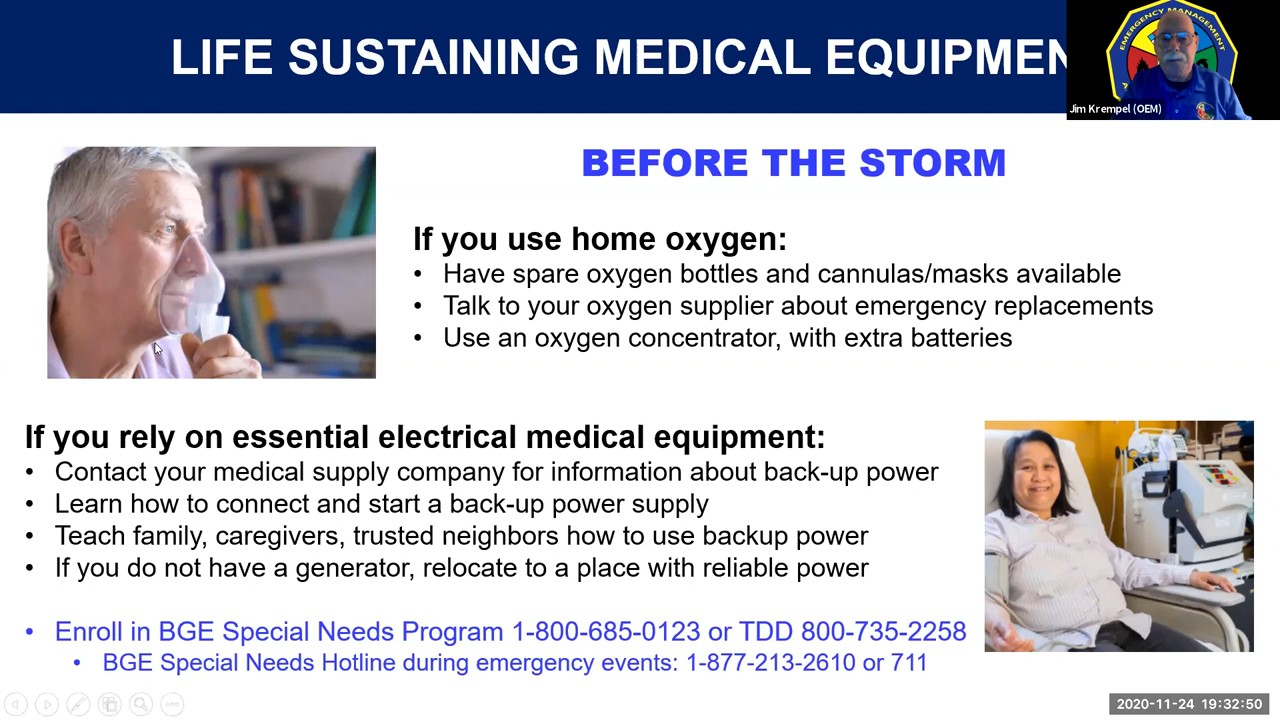 LIFE SUSTAINING MEDICAL EQUIPMEN
EMERGENCY MANAGEMENT
Jim Krempel (OEM)
BEFORE THE STORM
If you use home oxygen:
• Have spare oxygen bottles and cannulas/masks available
• Talk to your oxygen supplier about emergency replacements
• Use an oxygen concentrator, with extra batteries
If you rely on essential electrical medical equipment:
• Contact your medical supply company for information about back-up power
• Learn how to connect and start a back-up power supply
• Teach family, caregivers, trusted neighbors how to use backup power
• If you do not have a generator, relocate to a place with reliable power
• Enroll in BGE Special Needs Program 1-800-685-0123 or TDD 800-735-2258
• BGE Special Needs Hotline during emergency events: 1-877-213-2610 or 711
2020-11-24 19:32:50